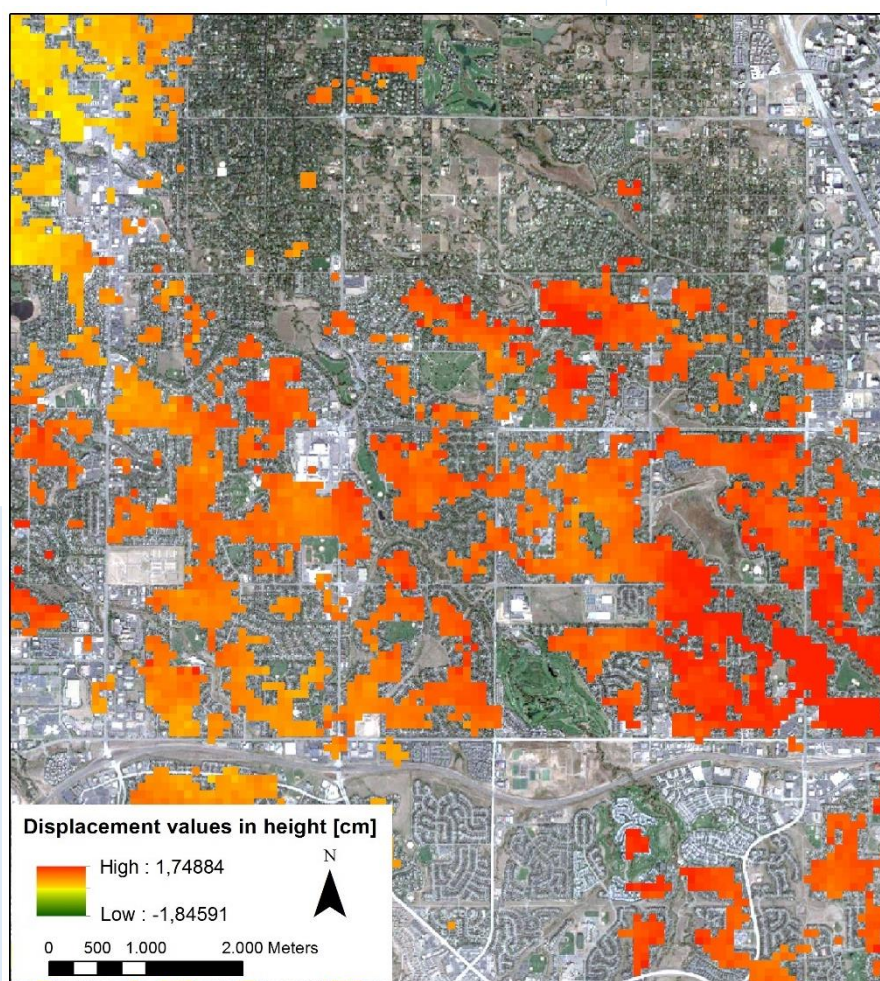 Displacement values in height [cm]
High : 1,74884
Low : -1,84591
N
0 500 1.000 2.000 Meters